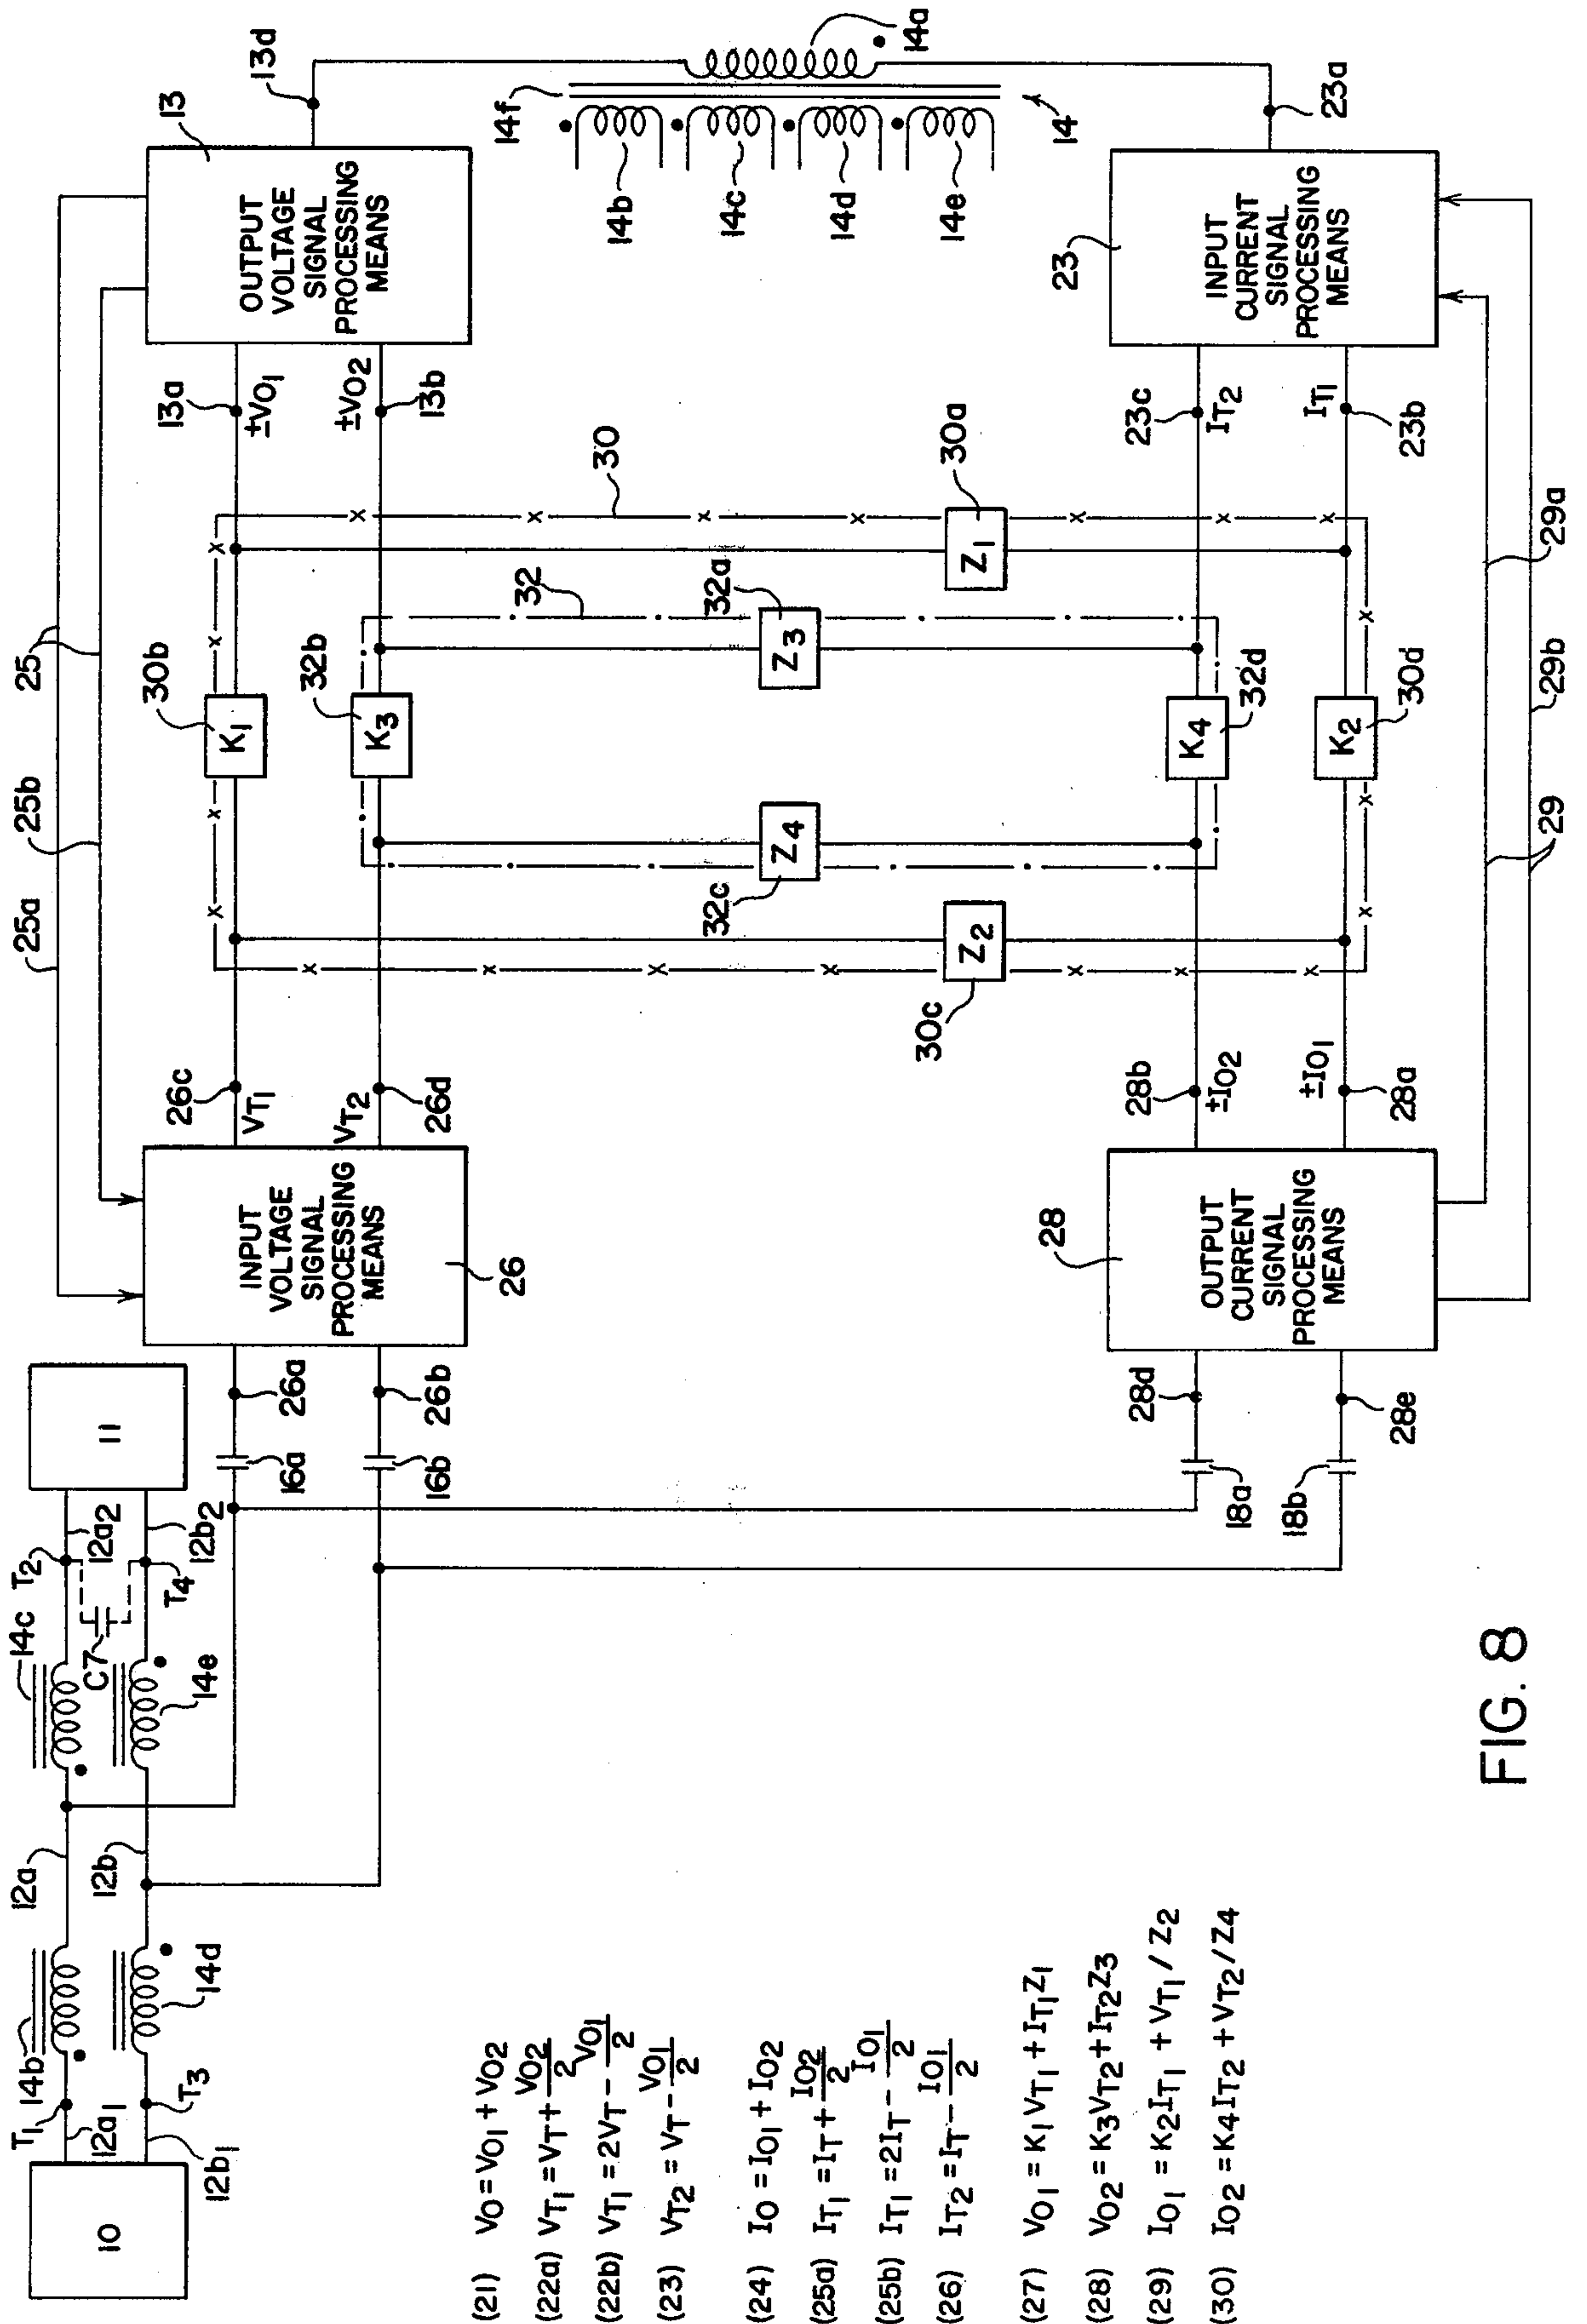 10
11
T1
12a1
14b
12a
14c
T2
12a2
C7
T3
12b1
14d
12b
14e
T4
12b2
16a
26a
16b
26b
INPUT
VOLTAGE
SIGNAL
PROCESSING
MEANS
26
26c
VT1
VT2
26d
25a
25b
25
30b
K1
32b
K3
13a
±VO1
±VO2
13b
OUTPUT
VOLTAGE
SIGNAL
PROCESSING
MEANS
13
13d
14f
14b
14c
14d
14e
14
14a
30
32
32a
Z3
30a
Z1
Z4
32c
Z2
30c
18a
28d
18b
28e
28
OUTPUT
CURRENT
SIGNAL
PROCESSING
MEANS
28b
±IO2
±IO1
28a
K4
32d
K2
30d
23c
IT2
IT1
23b
23
INPUT
CURRENT
SIGNAL
PROCESSING
MEANS
23a
29
29a
29b
(21) VO = VO1 + VO2
(22a) VT1 = VT + VO2/2
(22b) VT1 = 2VT - VO1/2
(23) VT2 = VT - VO1/2
(24) IO = IO1 + IO2
(25a) IT1 = IT + IO2/2
(25b) IT1 = 2IT - IO1/2
(26) IT2 = IT - IO1/2
(27) VO1 = K1 VT1 + IT1Z1
(28) VO2 = K3VT2 + IT2Z3
(29) IO1 = K2IT1 + VT1 / Z2
(30) IO2 = K4IT2 + VT2/Z4
FIG. 8